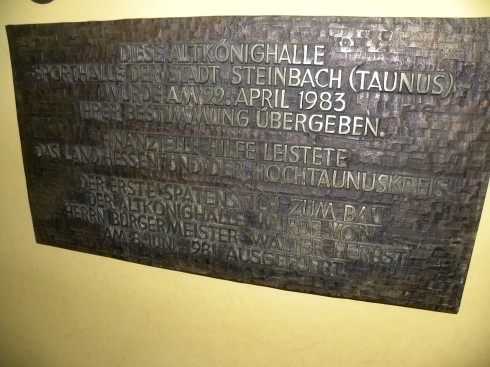 DIESE ALTKÖNIGHALLE
-SPORTHALLE DER STADT STEINBACH (TAUNUS)-
WURDE AM 22. APRIL 1983
IHRER BESTIMMUNG ÜBERGEBEN.
FINANZIELLE HILFE LEISTETE
DAS LAND HESSEN UND DER HOCHTAUNUSKREIS.
DER ERSTE SPATENSTICH ZUM BAU
DER ALTKÖNIGHALLE WURDE VON
HERRN BÜRGERMEISTER WALTER HERBST
AM JUNI 1981 AUSGEFÜHRT.